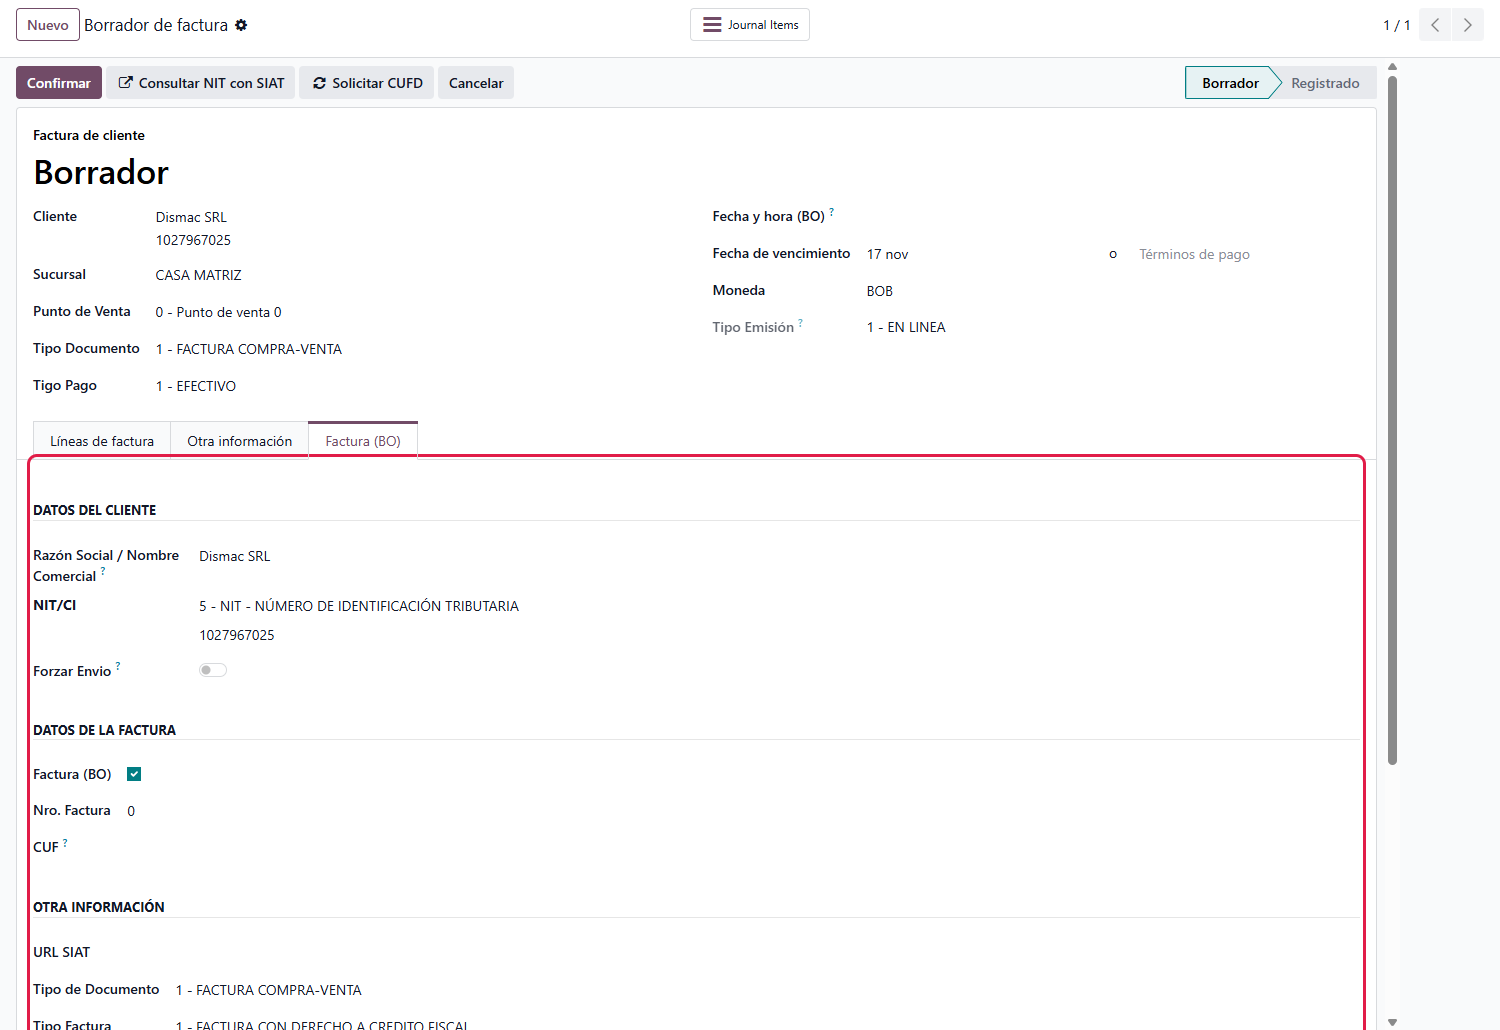 Nuevo Borrador de factura
Journal Items
1 / 1
Confirmar Consultar NIT con SIAT Solicitar CUFD Cancelar
Borrador Registrado
Factura de cliente
Borrador
Cliente Dismac SRL
1027967025
Sucursal CASA MATRIZ
Punto de Venta 0 - Punto de venta 0
Tipo Documento 1 - FACTURA COMPRA-VENTA
Tigo Pago 1 - EFECTIVO
Fecha y hora (BO) ?
Fecha de vencimiento 17 nov o Términos de pago
Moneda BOB
Tipo Emisión ? 1 - EN LINEA
Líneas de factura Otra información Factura (BO)
DATOS DEL CLIENTE
Razón Social / Nombre Dismac SRL
Comercial ?
NIT/CI 5 - NIT - NÚMERO DE IDENTIFICACIÓN TRIBUTARIA
1027967025
Forzar Envio ?
DATOS DE LA FACTURA
Factura (BO)
Nro. Factura 0
CUF ?
OTRA INFORMACIÓN
URL SIAT
Tipo de Documento 1 - FACTURA COMPRA-VENTA
Tipo Factura 1 - FACTURA CON DERECHO A CREDITO FISCAL